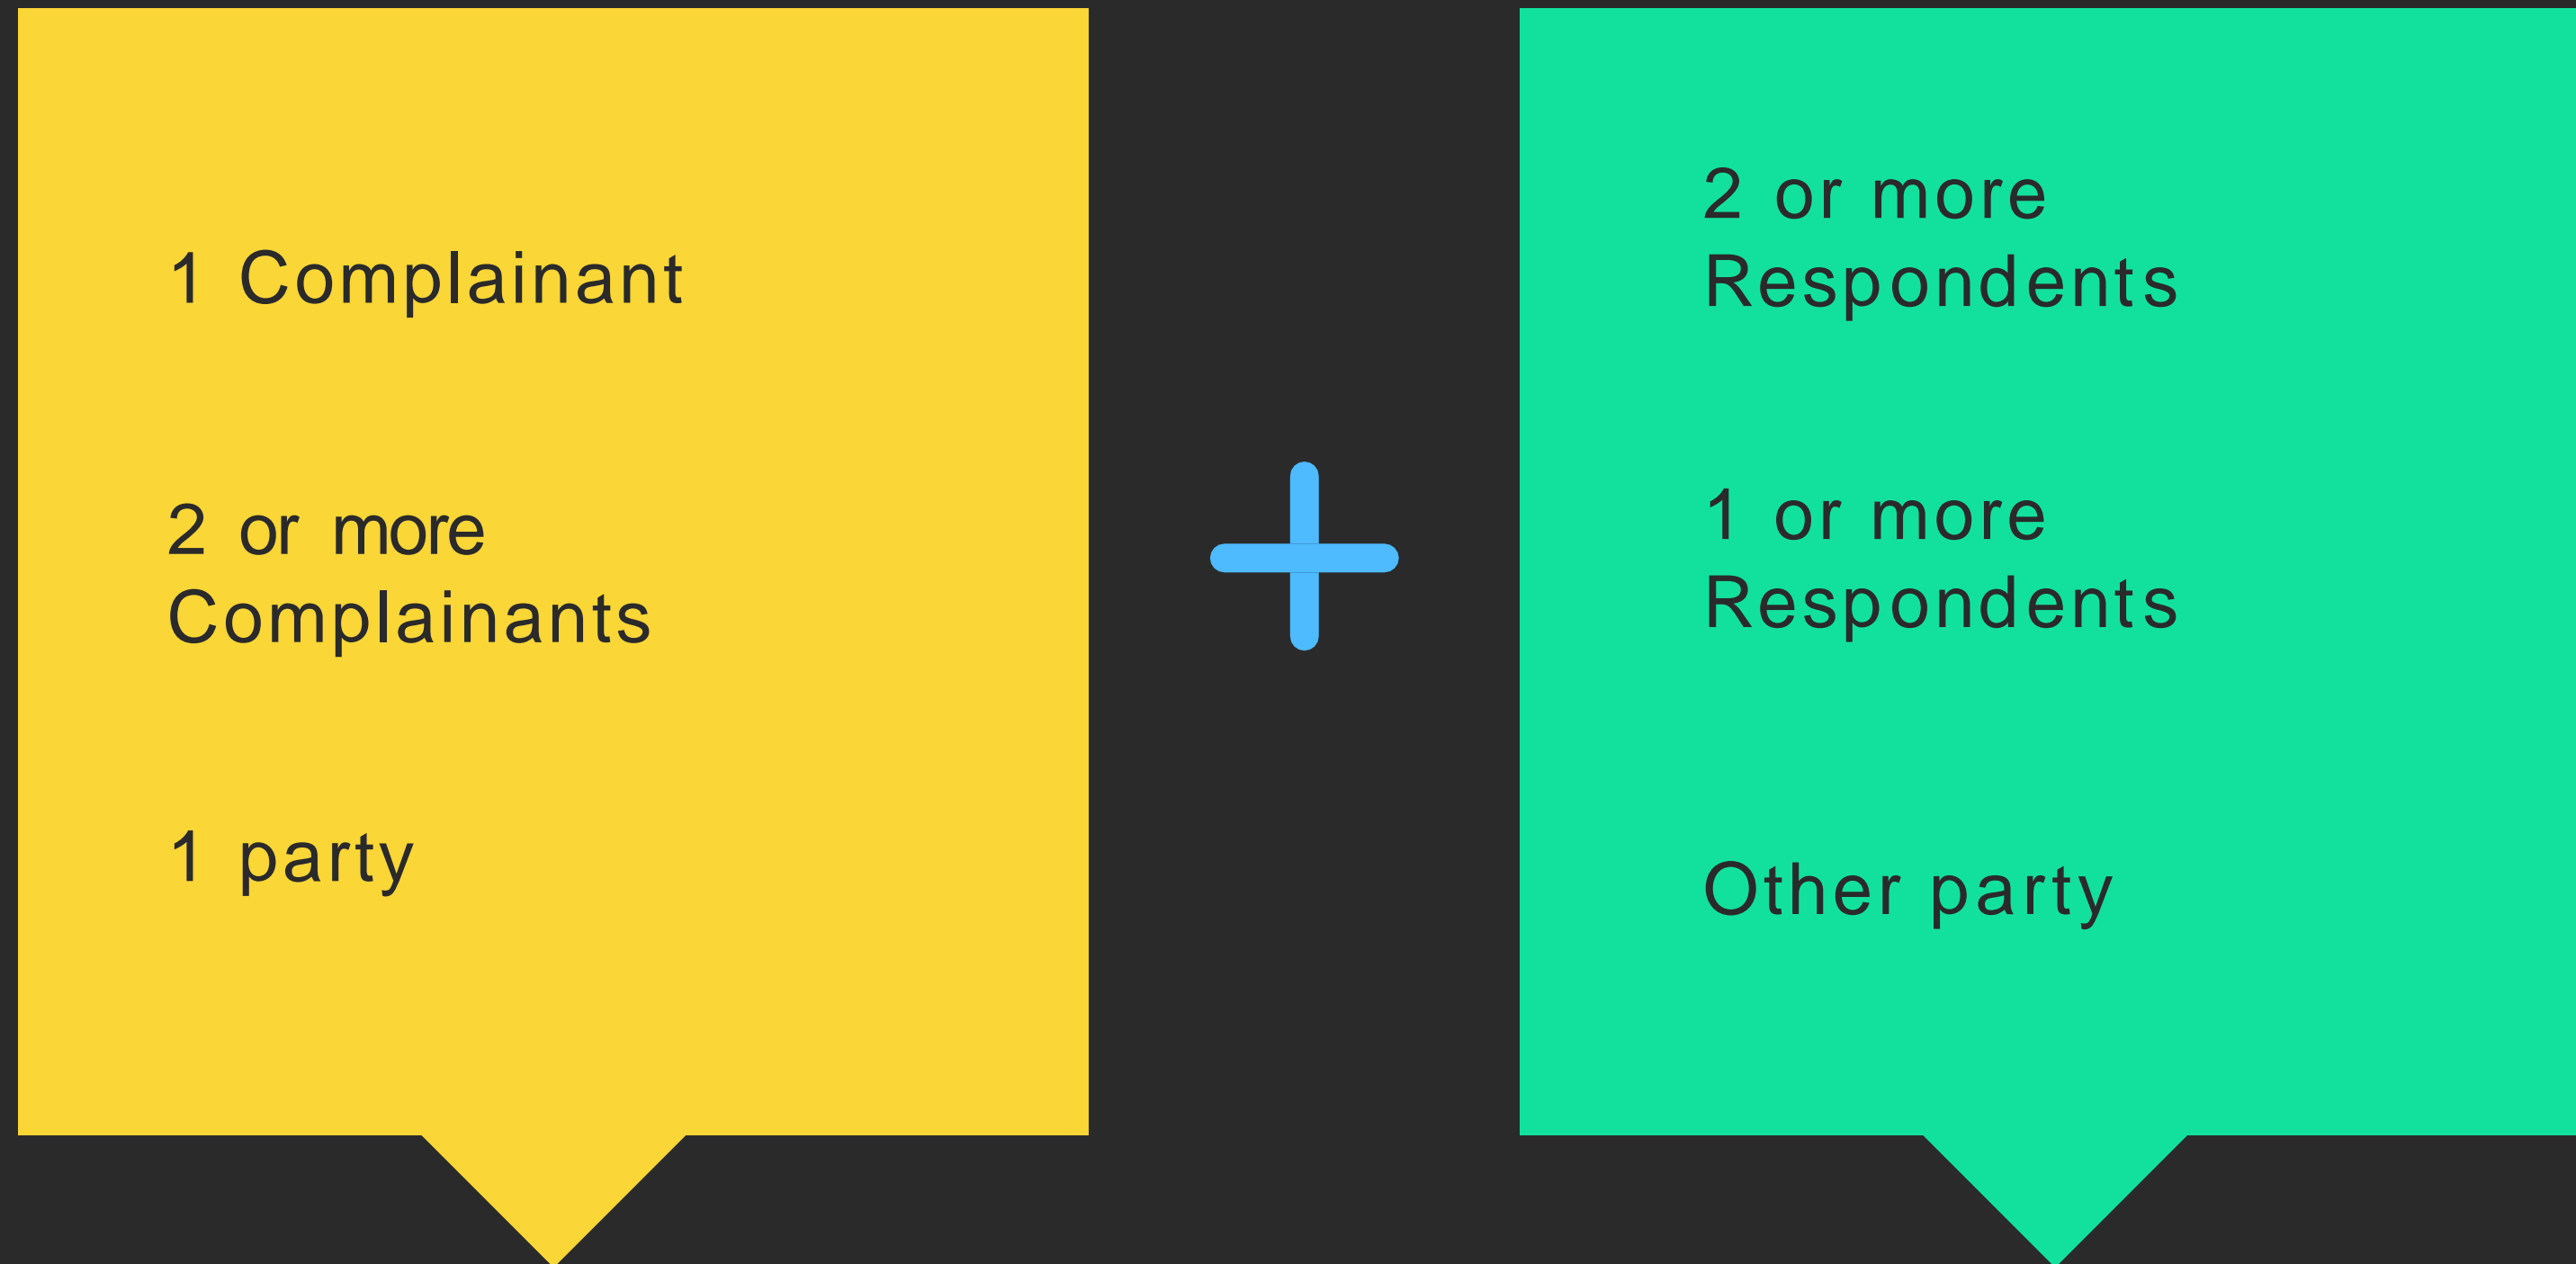 1 Complainant
2 or more
Complainants
1 party
2 or more
Respondents
1 or more
Respondents
Other party